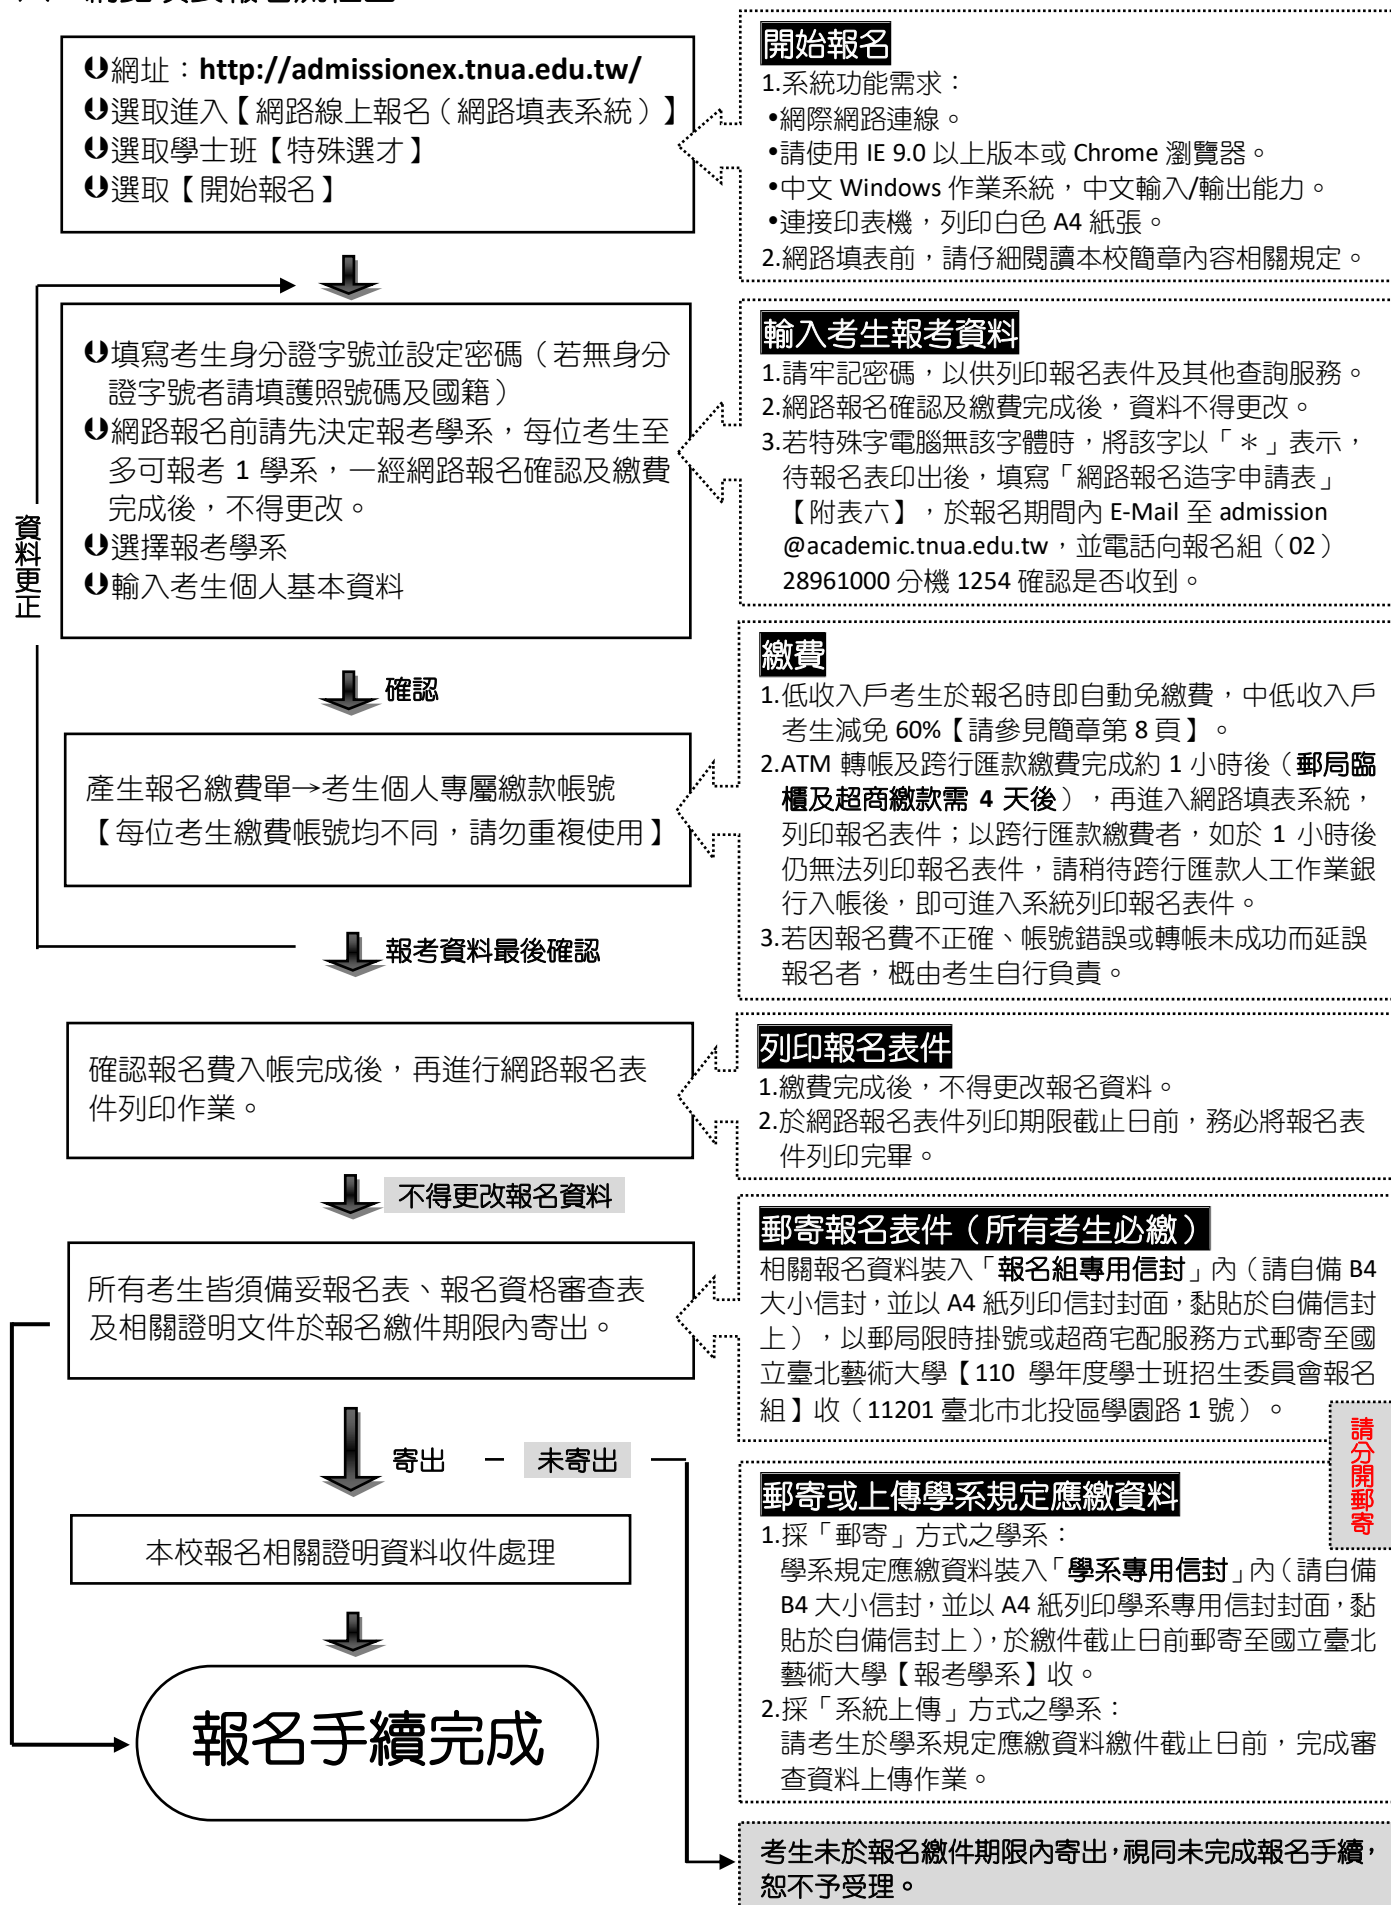 網址：http://admissionex.tnua.edu.tw/
選取進入【網路線上報名（網路填表系統）】
選取學士班【特殊選才】
選取【開始報名】
開始報名
1.系統功能需求：
•網際網路連線。
•請使用 IE 9.0 以上版本或 Chrome 瀏覽器。
•中文 Windows 作業系統，中文輸入/輸出能力。
•連接印表機，列印白色 A4 紙張。
2.網路填表前，請仔細閱讀本校簡章內容相關規定。
填寫考生身分證字號並設定密碼（若無身分
證字號者請填護照號碼及國籍）
網路報名前請先決定報考學系，每位考生至
多可報考 1 學系，一經網路報名確認及繳費
完成後，不得更改。
選擇報考學系
輸入考生個人基本資料
資料更正
輸入考生報考資料
1.請牢記密碼，以供列印報名表件及其他查詢服務。
2.網路報名確認及繳費完成後，資料不得更改。
3.若特殊字電腦無該字體時，將該字以「＊」表示，
待報名表印出後，填寫「網路報名造字申請表」
【附表六】，於報名期間內 E-Mail 至 admission
@academic.tnua.edu.tw，並電話向報名組（02）
28961000 分機 1254 確認是否收到。
確認
產生報名繳費單→考生個人專屬繳款帳號
【每位考生繳費帳號均不同，請勿重複使用】
繳費
1.低收入戶考生於報名時即自動免繳費，中低收入戶
考生減免 60%【請參見簡章第 8 頁】。
2.ATM 轉帳及跨行匯款繳費完成約 1 小時後（郵局臨
櫃及超商繳款需 4 天後），再進入網路填表系統，
列印報名表件；以跨行匯款繳費者，如於 1 小時後
仍無法列印報名表件，請稍待跨行匯款人工作業銀
行入帳後，即可進入系統列印報名表件。
3.若因報名費不正確、帳號錯誤或轉帳未成功而延誤
報名者，概由考生自行負責。
報考資料最後確認
確認報名費入帳完成後，再進行網路報名表
件列印作業。
列印報名表件
1.繳費完成後，不得更改報名資料。
2.於網路報名表件列印期限截止日前，務必將報名表
件列印完畢。
不得更改報名資料
所有考生皆須備妥報名表、報名資格審查表
及相關證明文件於報名繳件期限內寄出。
郵寄報名表件（所有考生必繳）
相關報名資料裝入「報名組專用信封」內（請自備 B4
大小信封，並以 A4 紙列印信封封面，黏貼於自備信封
上），以郵局限時掛號或超商宅配服務方式郵寄至國
立臺北藝術大學【110 學年度學士班招生委員會報名
組】收（11201 臺北市北投區學園路 1 號）。
請分開郵寄
寄出 － 未寄出
本校報名相關證明資料收件處理
報名手續完成
郵寄或上傳學系規定應繳資料
1.採「郵寄」方式之學系：
學系規定應繳資料裝入「學系專用信封」內（請自備
B4 大小信封，並以 A4 紙列印學系專用信封封面，黏
貼於自備信封上），於繳件截止日前郵寄至國立臺北
藝術大學【報考學系】收。
2.採「系統上傳」方式之學系：
請考生於學系規定應繳資料繳件截止日前，完成審
查資料上傳作業。
考生未於報名繳件期限內寄出，視同未完成報名手續，
恕不予受理。